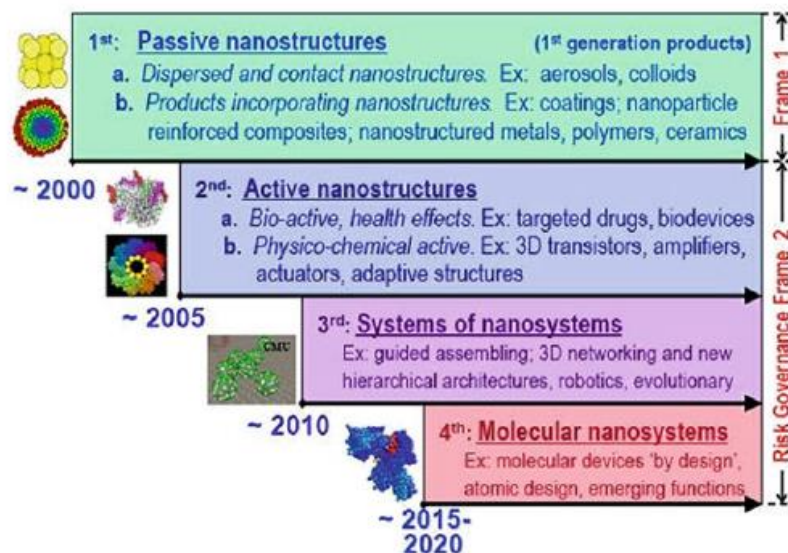 1st: Passive nanostructures (1st generation products)
a. Dispersed and contact nanostructures. Ex: aerosols, colloids
b. Products incorporating nanostructures. Ex: coatings; nanoparticle
reinforced composites; nanostructured metals, polymers, ceramics
~ 2000
2nd: Active nanostructures
a. Bio-active, health effects. Ex: targeted drugs, biodevices
b. Physico-chemical active. Ex: 3D transistors, amplifiers,
actuators, adaptive structures
~ 2005
CMU
3rd: Systems of nanosystems
Ex: guided assembling; 3D networking and new
hierarchical architectures, robotics, evolutionary
~ 2010
4th: Molecular nanosystems
Ex: molecular devices 'by design',
atomic design, emerging functions
~ 2015-
2020
Frame 1
Risk Governance Frame 2